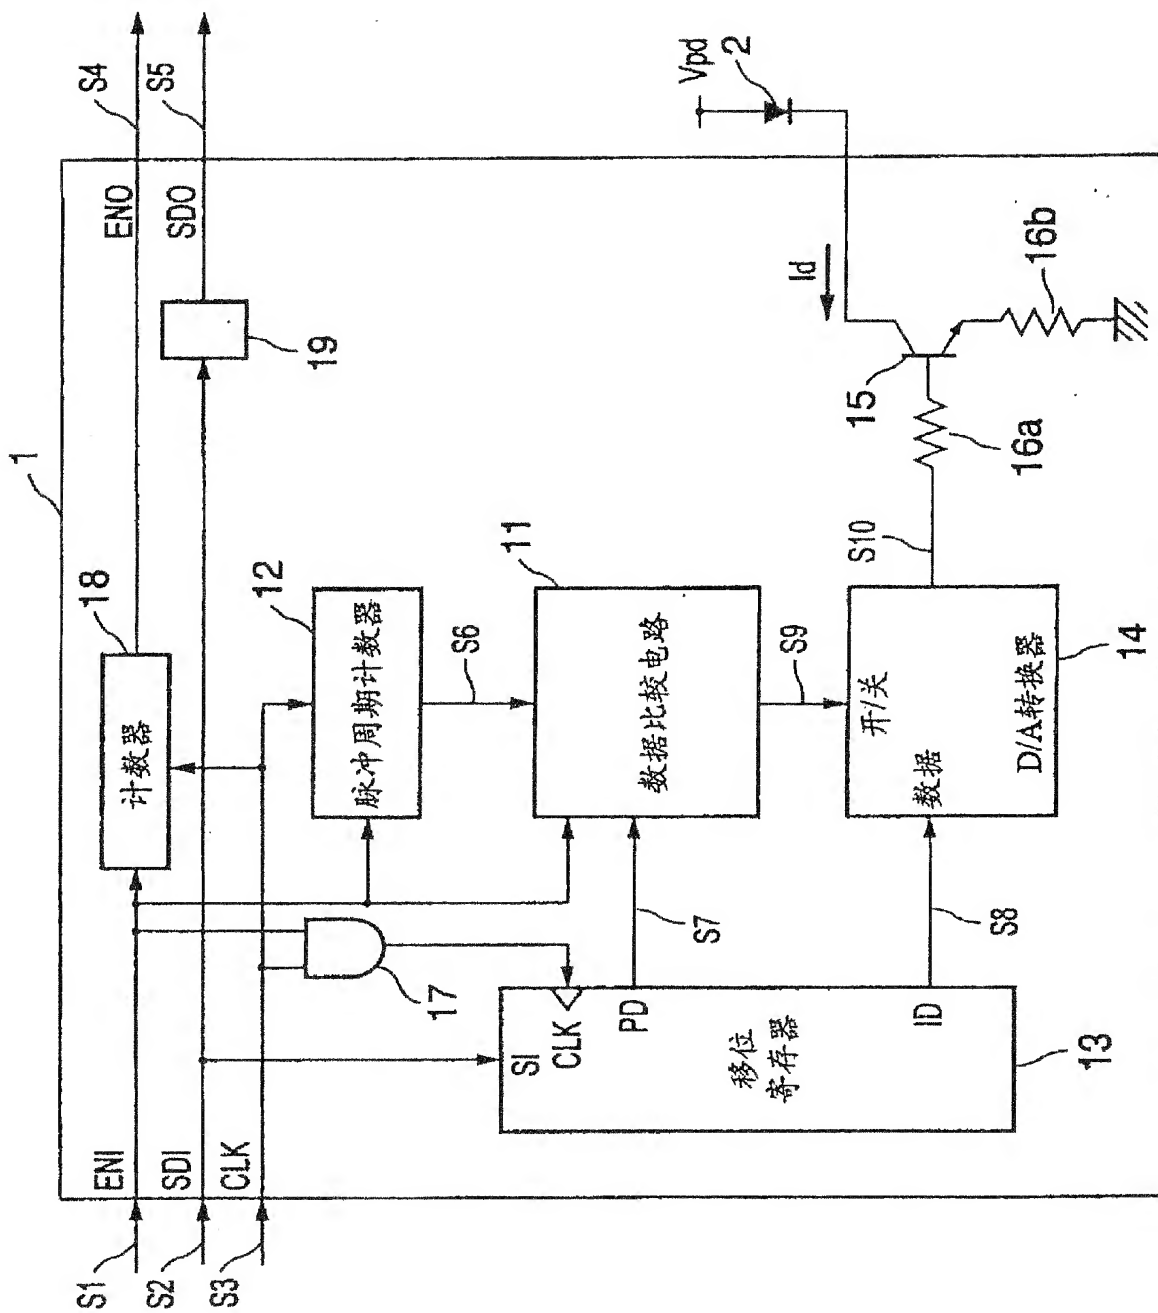 1
S1
ENI
18
计数器
ENO
S4
S2
SDI
19
SDO
S5
S3
CLK
17
12
脉冲周期计数器
S6
11
数据比较电路
S9
SI
CLK
PD
S7
移位
寄存器
ID
S8
13
开/关
数据
D/A转换器
14
S10
16a
15
Id
16b
Vpd
2